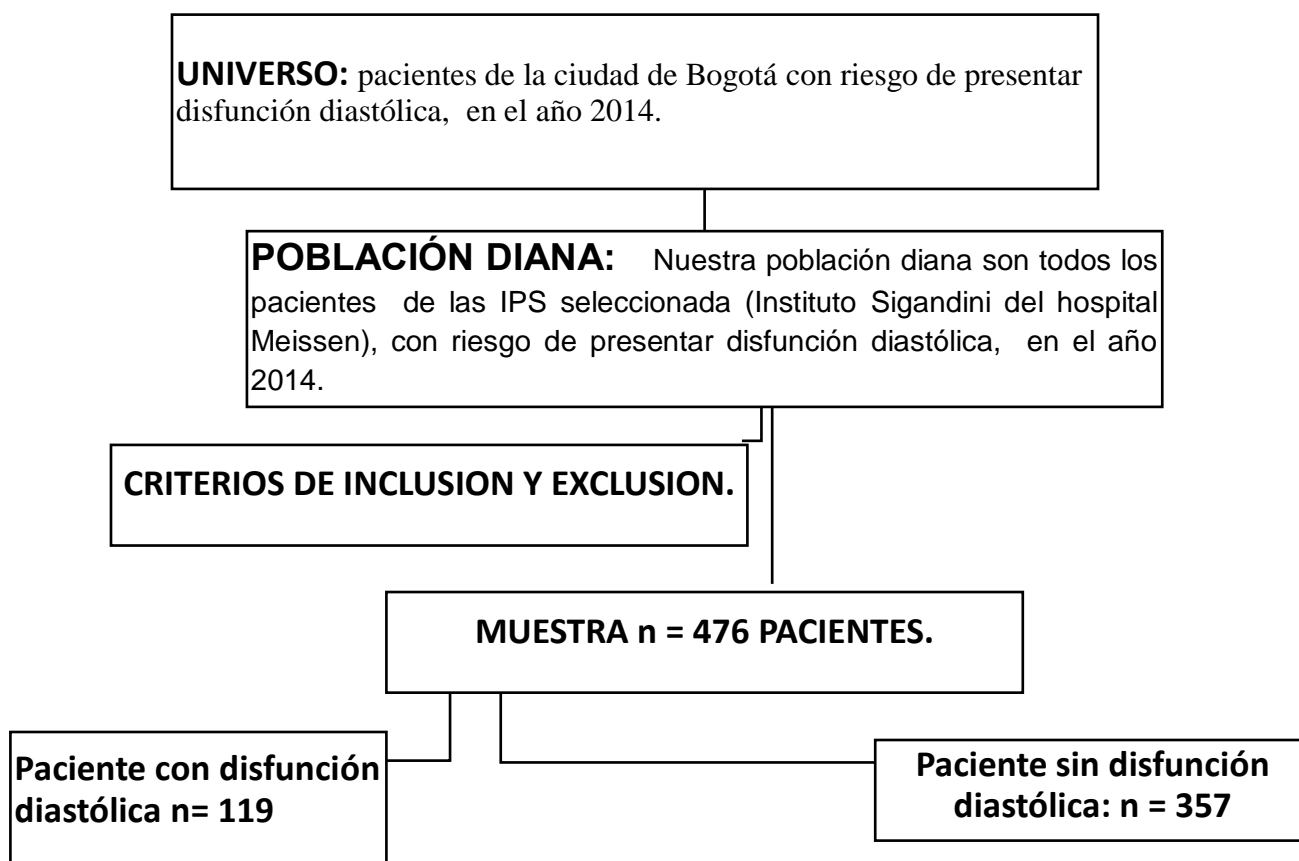 UNIVERSO: pacientes de la ciudad de Bogotá con riesgo de presentar
disfunción diastólica, en el año 2014.
POBLACIÓN DIANA: Nuestra población diana son todos los
pacientes de las IPS seleccionada (Instituto Sigandini del hospital
Meissen), con riesgo de presentar disfunción diastólica, en el año
2014.
CRITERIOS DE INCLUSION Y EXCLUSION.
MUESTRA n = 476 PACIENTES.
Paciente con disfunción
diastólica n= 119
Paciente sin disfunción
diastólica: n = 357